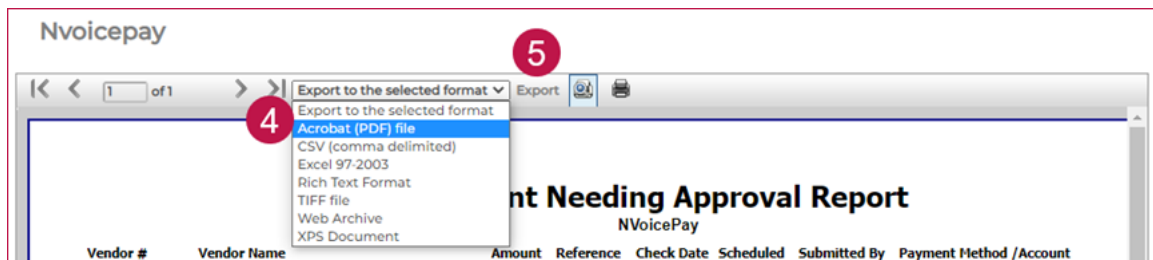 Nvoicepay
5
1 of 1 Export to the selected format Export
4
Export to the selected format
Acrobat (PDF) file
CSV (comma delimited)
Excel 97-2003
Rich Text Format
TIFF file
Web Archive
XPS Document
nt Needing Approval Report
NVoicePay
Vendor # Vendor Name Amount Reference Check Date Scheduled Submitted By Payment Method /Account